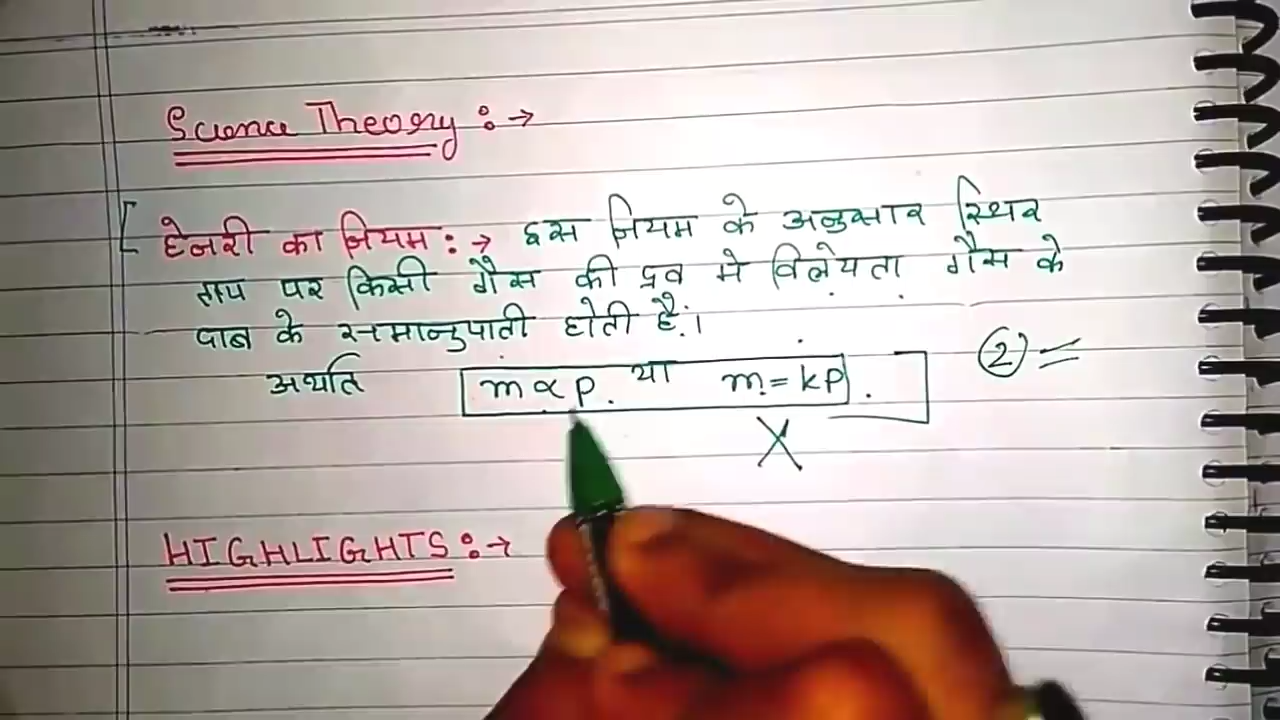 Science Theory :→
हेनरी का नियम :→ इस नियम के अनुसार स्थिर
ताप पर किसी गैस की द्रव मे विलेयता गैस के
दाब के समानुपाती होती है।
अर्थात m ∝ p. या m = kp .
②=
X
HIGHLIGHTS :→